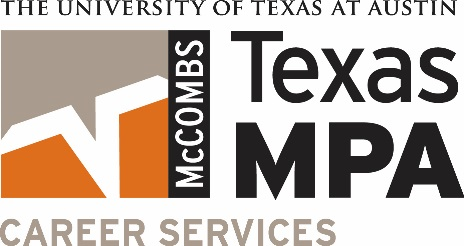 THE UNIVERSITY OF TEXAS AT AUSTIN
McCOMBS
Texas
MPA
CAREER SERVICES